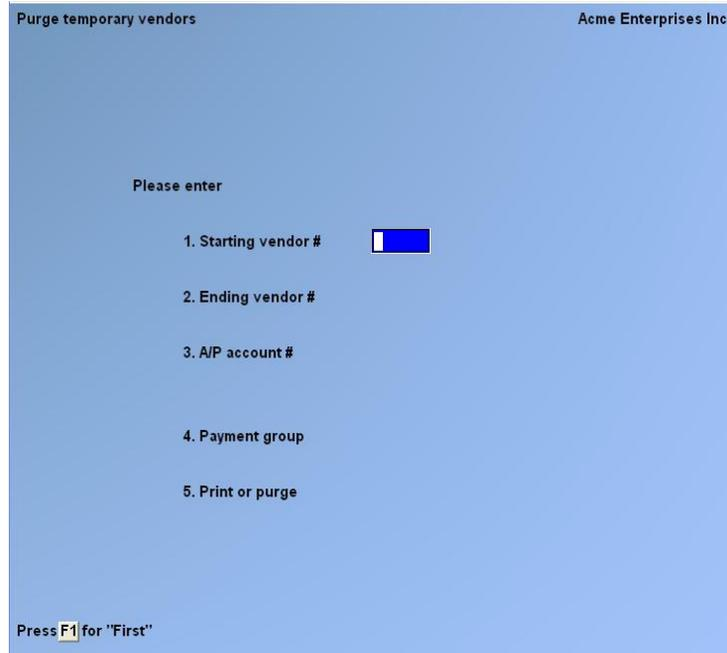 Purge temporary vendors Acme Enterprises Inc
Please enter
1. Starting vendor #
2. Ending vendor #
3. A/P account #
4. Payment group
5. Print or purge
Press F1 for "First"